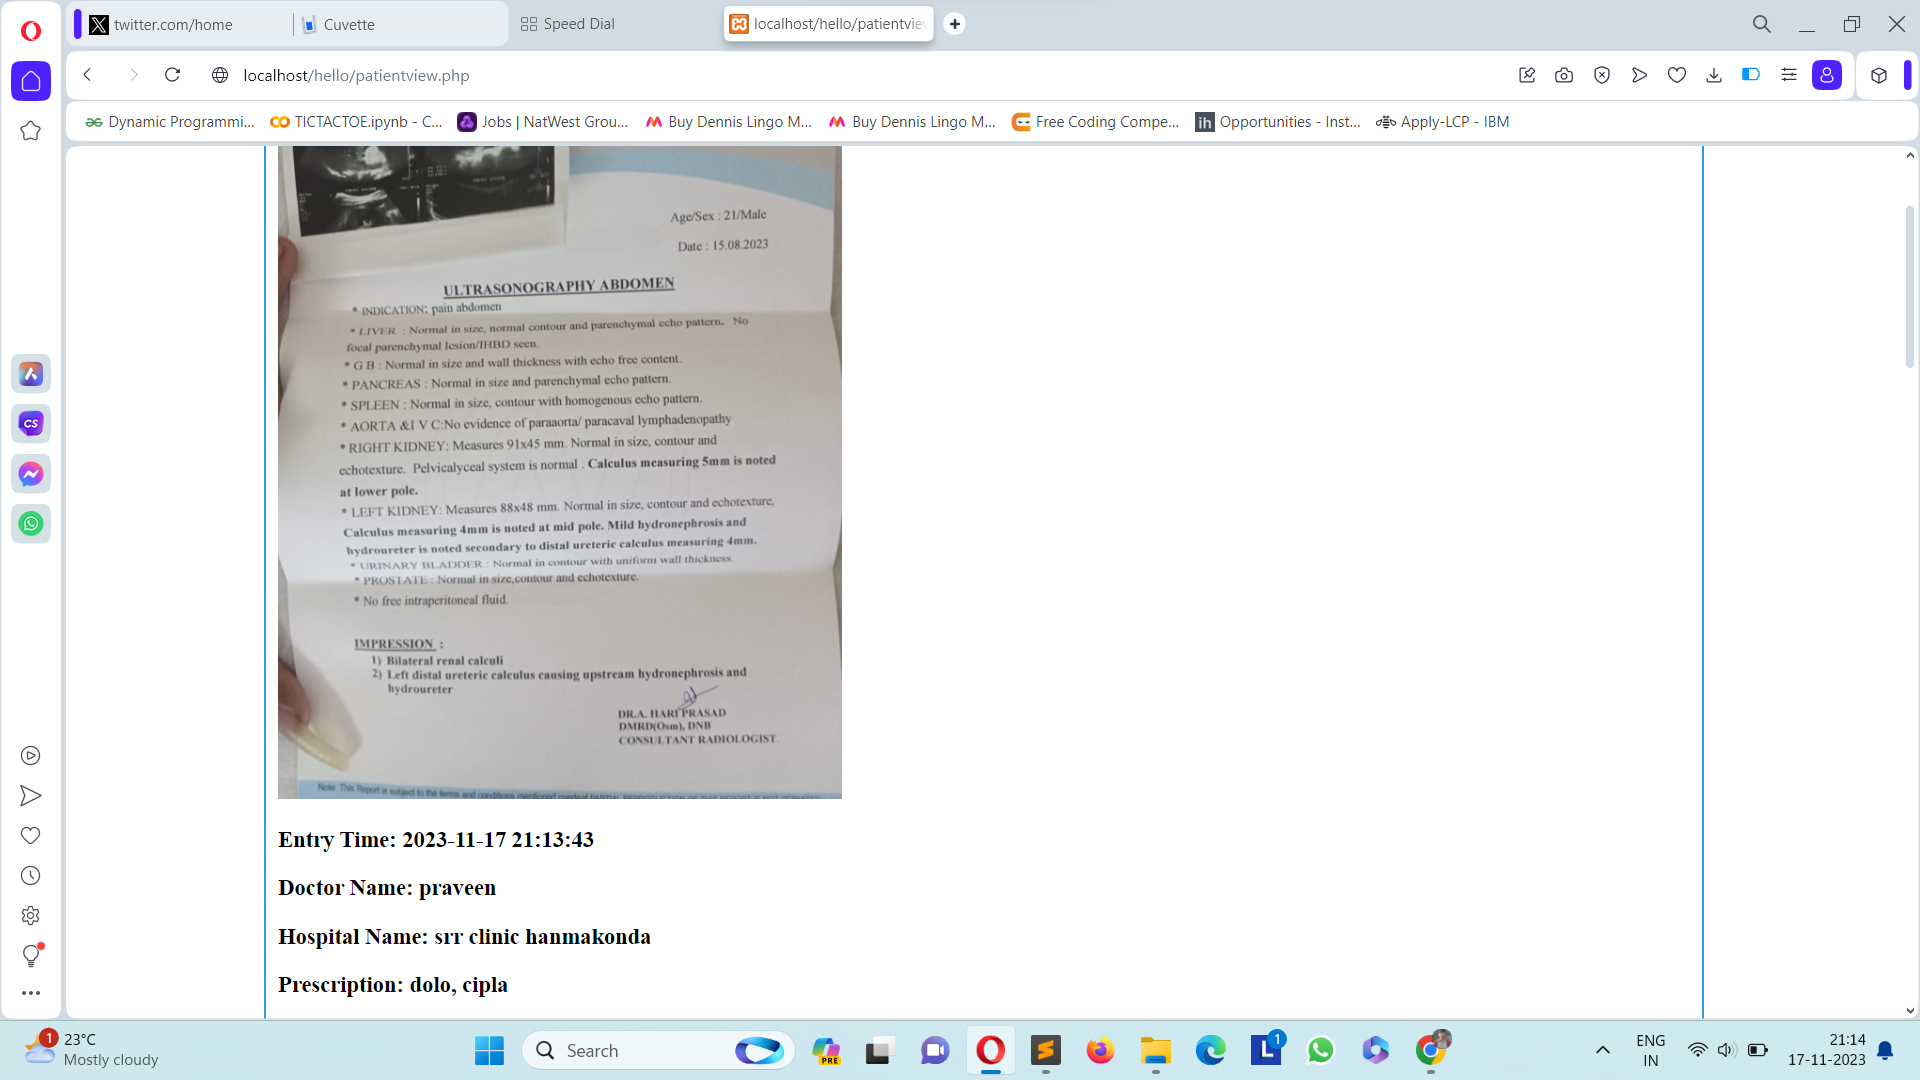 twitter.com/home
Cuvette
Speed Dial
localhost/hello/patientvie
localhost/hello/patientview.php
Dynamic Programmi...
TICTACTOE.ipynb - C...
Jobs | NatWest Grou...
Buy Dennis Lingo M...
Buy Dennis Lingo M...
Free Coding Compe...
ih Opportunities - Inst...
Apply-LCP - IBM
Age/Sex : 21/Male
Date : 15.08.2023
ULTRASONOGRAPHY ABDOMEN
* INDICATION: pain abdomen
* LIVER : Normal in size, normal contour and parenchymal echo pattern. No
focal parenchymal lesion/IHBD seen.
* G B : Normal in size and wall thickness with echo free content.
* PANCREAS : Normal in size and parenchymal echo pattern.
* SPLEEN : Normal in size, contour with homogenous echo pattern.
* AORTA &I V C:No evidence of paraaorta/ paracaval lymphadenopathy
* RIGHT KIDNEY: Measures 91x45 mm. Normal in size, contour and
echotexture. Pelvicalyceal system is normal . Calculus measuring 5mm is noted
at lower pole.
* LEFT KIDNEY: Measures 88x48 mm. Normal in size, contour and echotexture,
Calculus measuring 4mm is noted at mid pole. Mild hydronephrosis and
hydroureter is noted secondary to distal ureteric calculus measuring 4mm.
* URINARY BLADDER : Normal in contour with uniform wall thickness.
* PROSTATE : Normal in size,contour and echotexture.
* No free intraperitoneal fluid.
IMPRESSION :
1) Bilateral renal calculi
2) Left distal ureteric calculus causing upstream hydronephrosis and
hydroureter
DR.A. HARI PRASAD
DMRD(Osm), DNB
CONSULTANT RADIOLOGIST
Note: This Report is subject to the terms and conditions mentioned overleaf
Entry Time: 2023-11-17 21:13:43
Doctor Name: praveen
Hospital Name: srr clinic hanmakonda
Prescription: dolo, cipla
CS
1
23°C
Mostly cloudy
Search
PRE
L
1
ENG
IN
21:14
17-11-2023